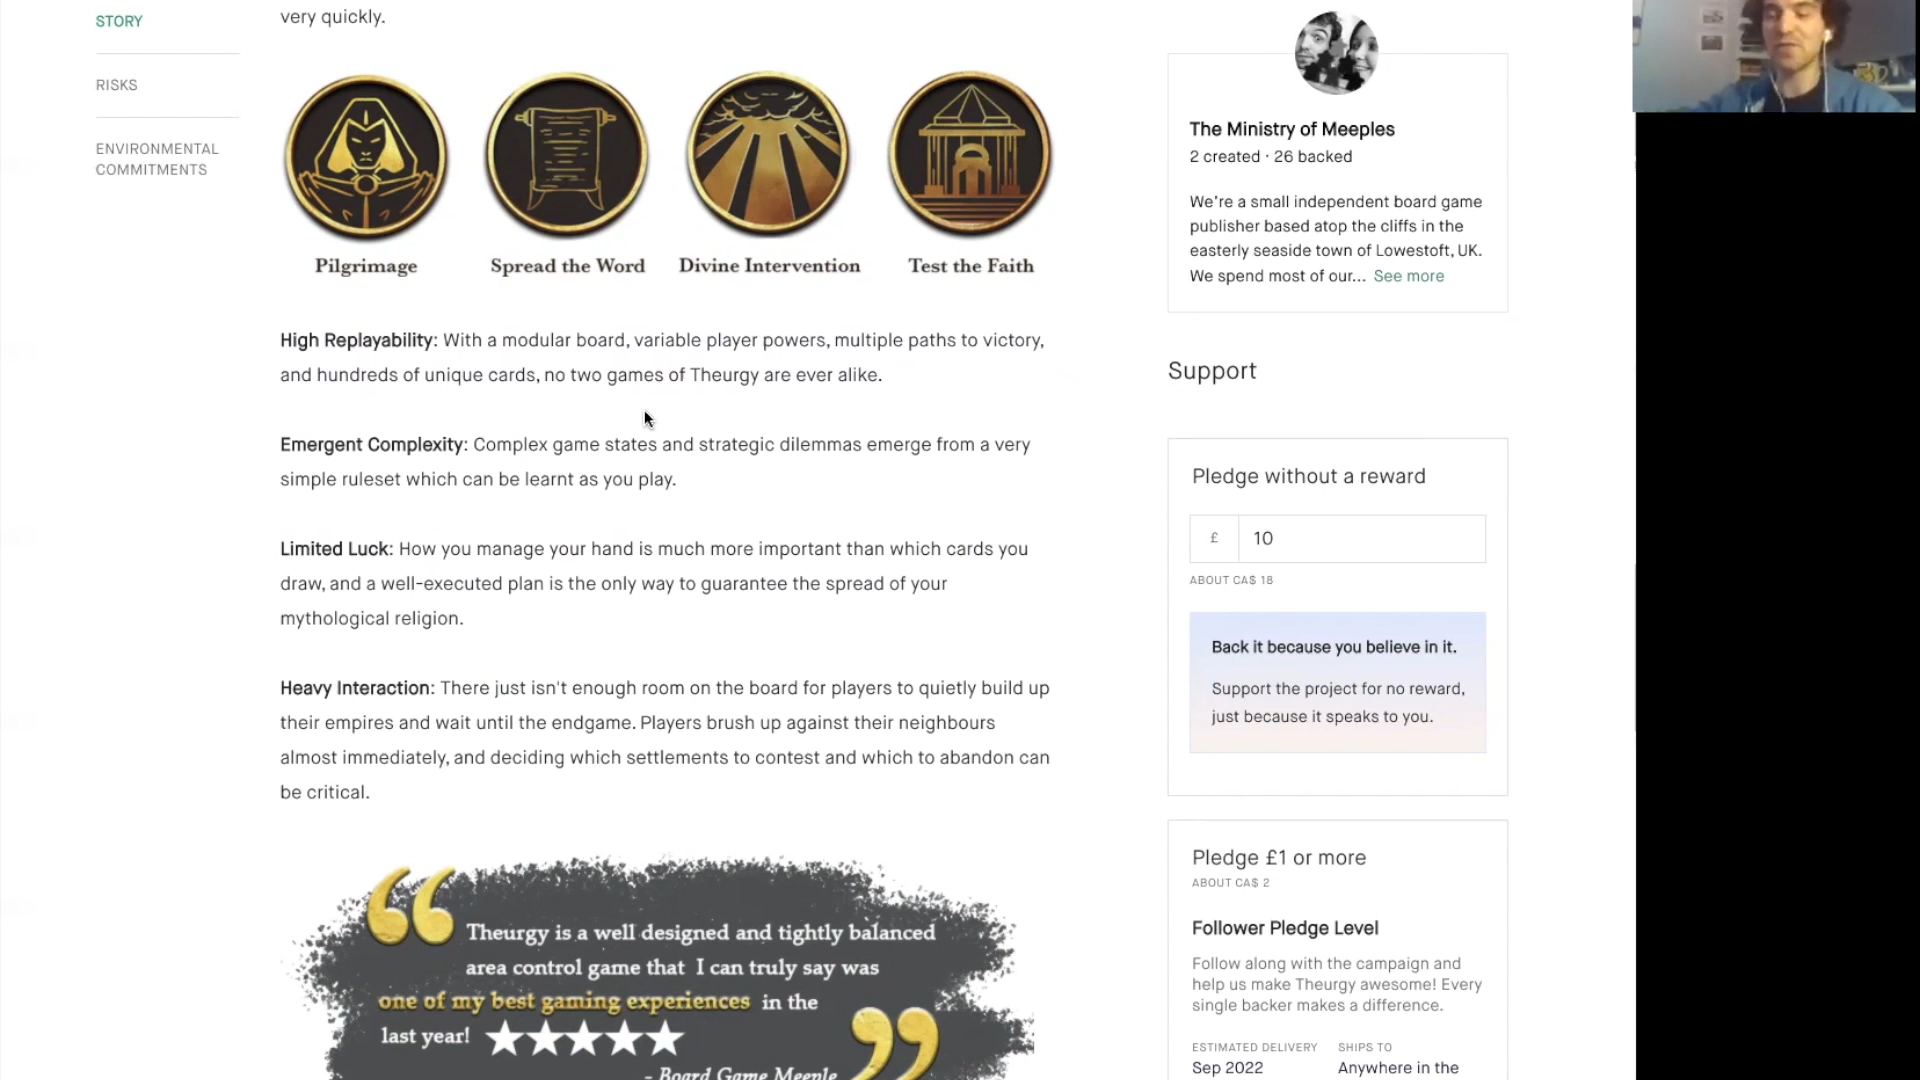 STORY
RISKS
ENVIRONMENTAL
COMMITMENTS
very quickly.
Pilgrimage
Spread the Word
Divine Intervention
Test the Faith
High Replayability: With a modular board, variable player powers, multiple paths to victory,
and hundreds of unique cards, no two games of Theurgy are ever alike.
Emergent Complexity: Complex game states and strategic dilemmas emerge from a very
simple ruleset which can be learnt as you play.
Limited Luck: How you manage your hand is much more important than which cards you
draw, and a well-executed plan is the only way to guarantee the spread of your
mythological religion.
Heavy Interaction: There just isn't enough room on the board for players to quietly build up
their empires and wait until the endgame. Players brush up against their neighbours
almost immediately, and deciding which settlements to contest and which to abandon can
be critical.
“ Theurgy is a well designed and tightly balanced
area control game that I can truly say was
one of my best gaming experiences in the
last year! ★★★★★ ”
- Board Game Meeple
The Ministry of Meeples
2 created · 26 backed
We're a small independent board game
publisher based atop the cliffs in the
easterly seaside town of Lowestoft, UK.
We spend most of our... See more
Support
Pledge without a reward
£ 10
ABOUT CA$ 18
Back it because you believe in it.
Support the project for no reward,
just because it speaks to you.
Pledge £1 or more
ABOUT CA$ 2
Follower Pledge Level
Follow along with the campaign and
help us make Theurgy awesome! Every
single backer makes a difference.
ESTIMATED DELIVERY SHIPS TO
Sep 2022 Anywhere in the